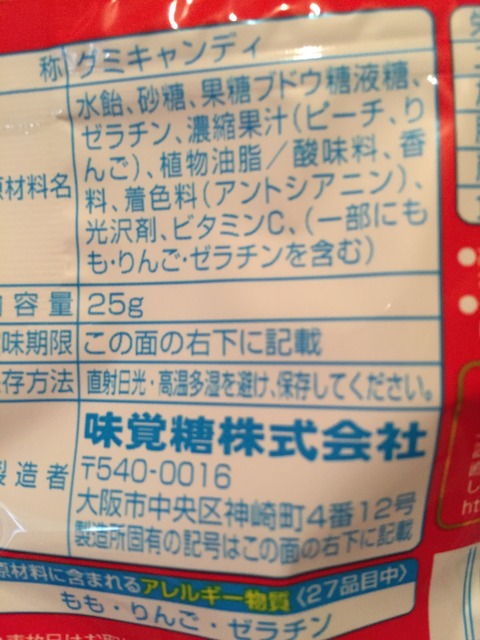 称 グミキャンディ
水飴、砂糖、果糖ブドウ糖液糖、
ゼラチン、濃縮果汁(ピーチ、り
んご)、植物油脂/酸味料、香
原材料名 料、着色料(アントシアニン)、
光沢剤、ビタミンC、(一部にも
も・りんご・ゼラチンを含む)
内容量 25g
味期限 この面の右下に記載
存方法 直射日光・高温多湿を避け、保存してください。
味覚糖株式会社
製造者 〒540-0016
大阪市中央区神崎町4番12号
製造所固有の記号はこの面の右下に記載
原材料に含まれるアレルギー物質〈27品目中〉
もも・りんご・ゼラチン